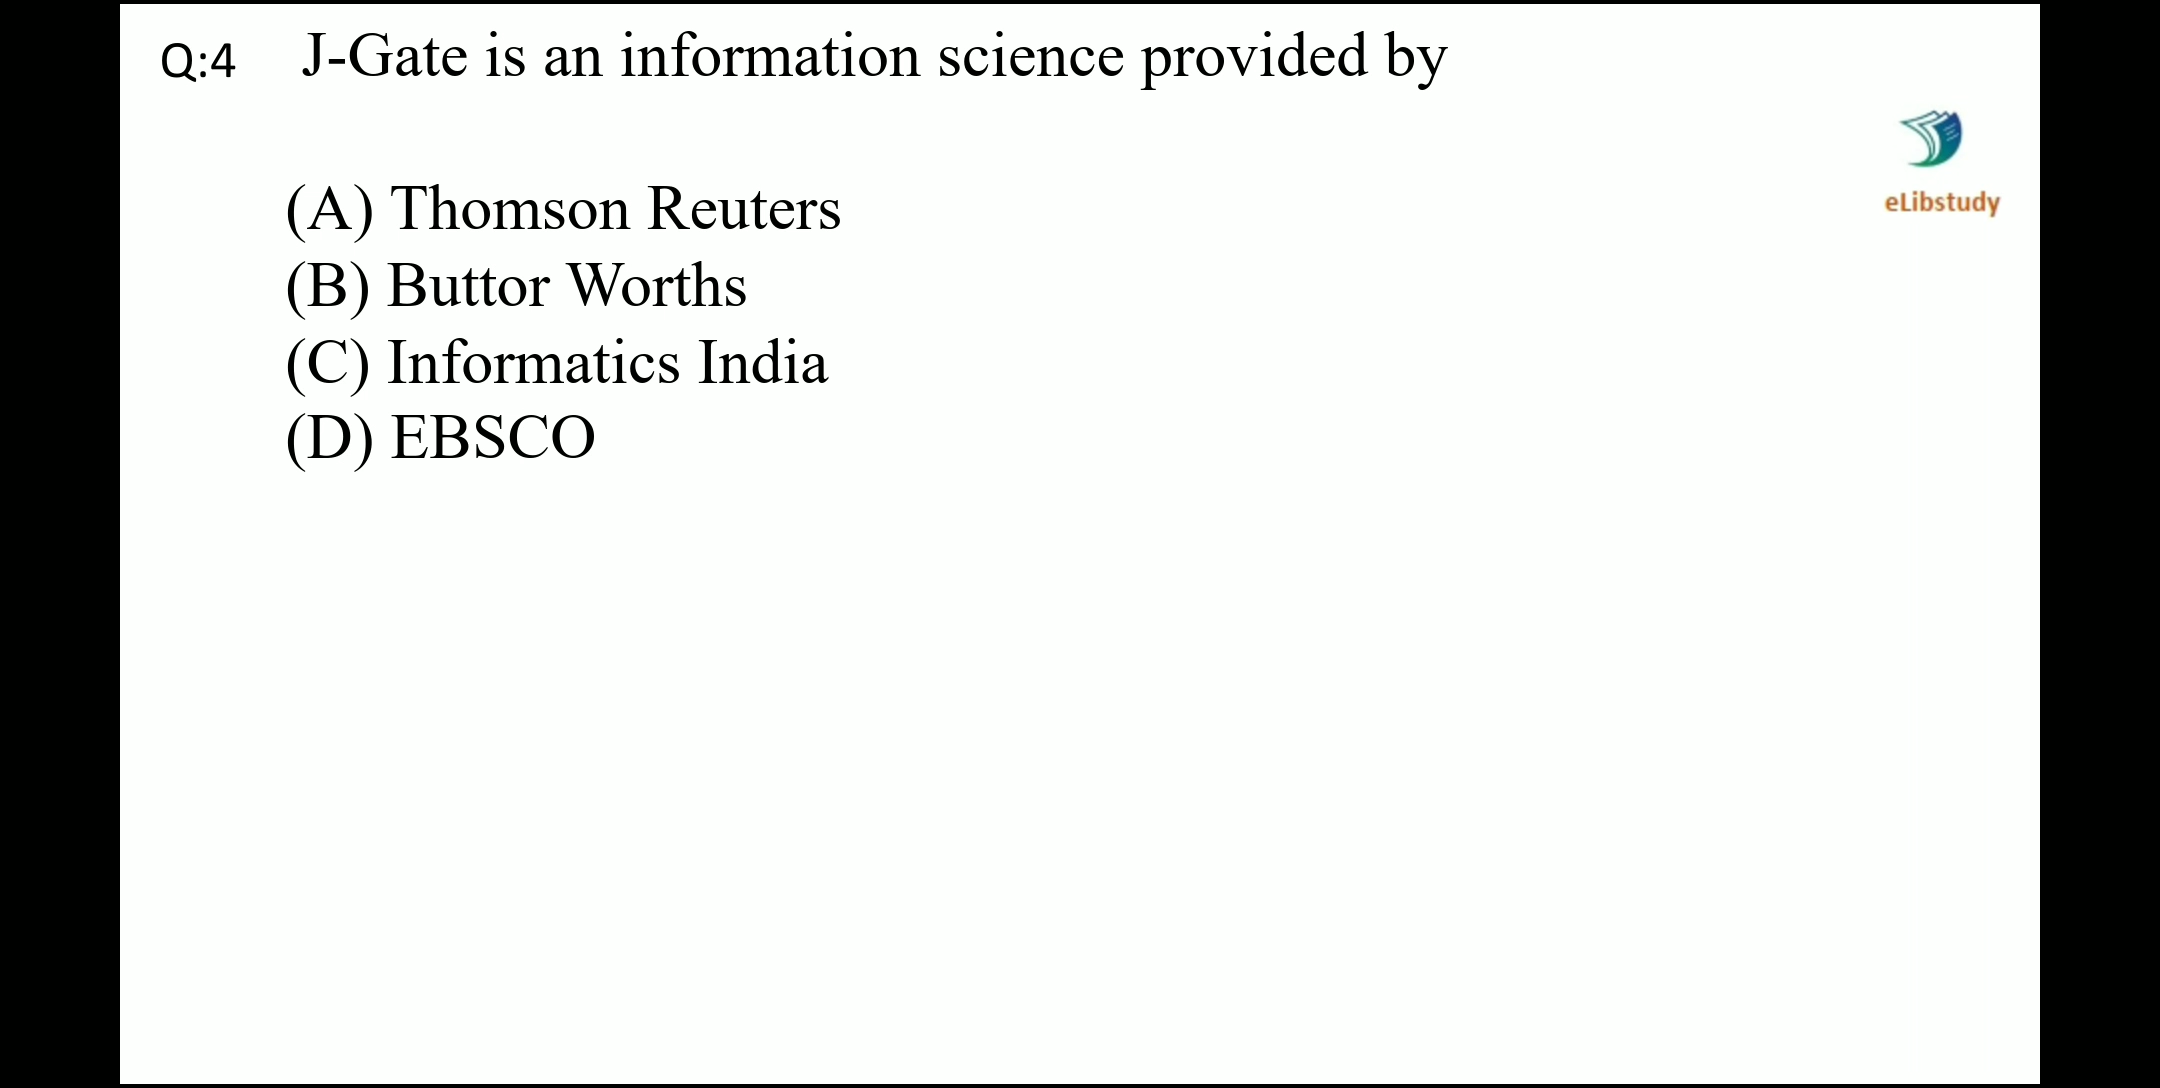 Q:4 J-Gate is an information science provided by
(A) Thomson Reuters
(B) Buttor Worths
(C) Informatics India
(D) EBSCO
eLibstudy